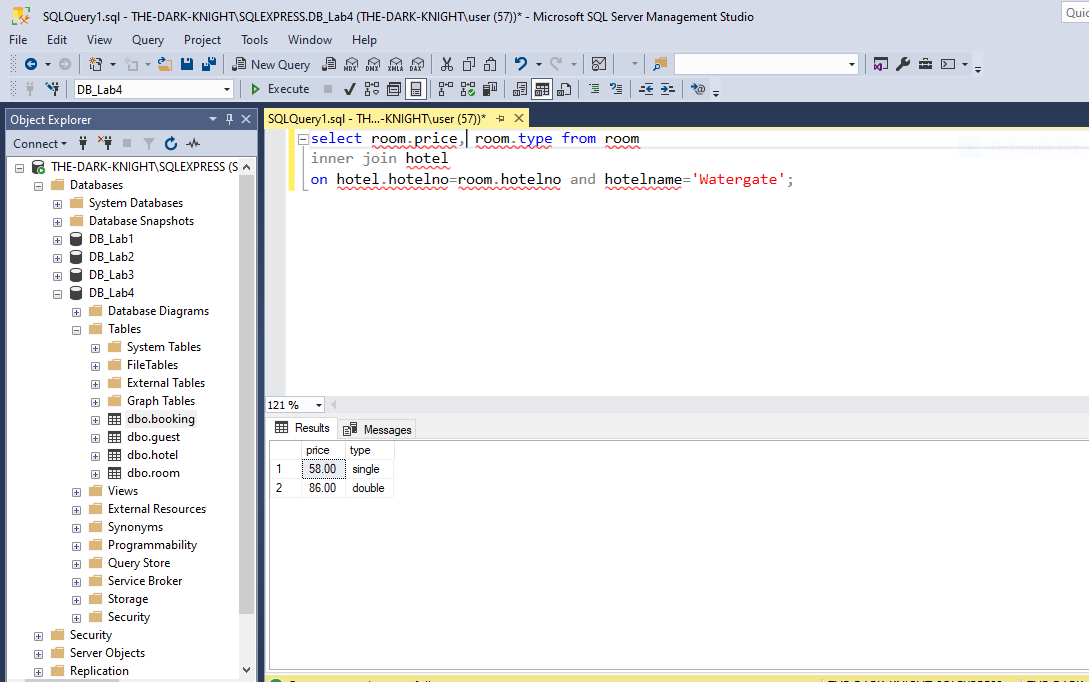 SQLQuery1.sql - THE-DARK-KNIGHT\SQLEXPRESS.DB_Lab4 (THE-DARK-KNIGHT\user (57))* - Microsoft SQL Server Management Studio
File Edit View Query Project Tools Window Help
New Query MDX DMX XMLA DAX
DB_Lab4 Execute
Object Explorer
Connect
THE-DARK-KNIGHT\SQLEXPRESS (S
Databases
System Databases
Database Snapshots
DB_Lab1
DB_Lab2
DB_Lab3
DB_Lab4
Database Diagrams
Tables
System Tables
FileTables
External Tables
Graph Tables
dbo.booking
dbo.guest
dbo.hotel
dbo.room
Views
External Resources
Synonyms
Programmability
Query Store
Service Broker
Storage
Security
Security
Server Objects
Replication
SQLQuery1.sql - TH...-KNIGHT\user (57))*
select room.price, room.type from room
inner join hotel
on hotel.hotelno=room.hotelno and hotelname='Watergate';
121 %
Results Messages
price type
1 58.00 single
2 86.00 double